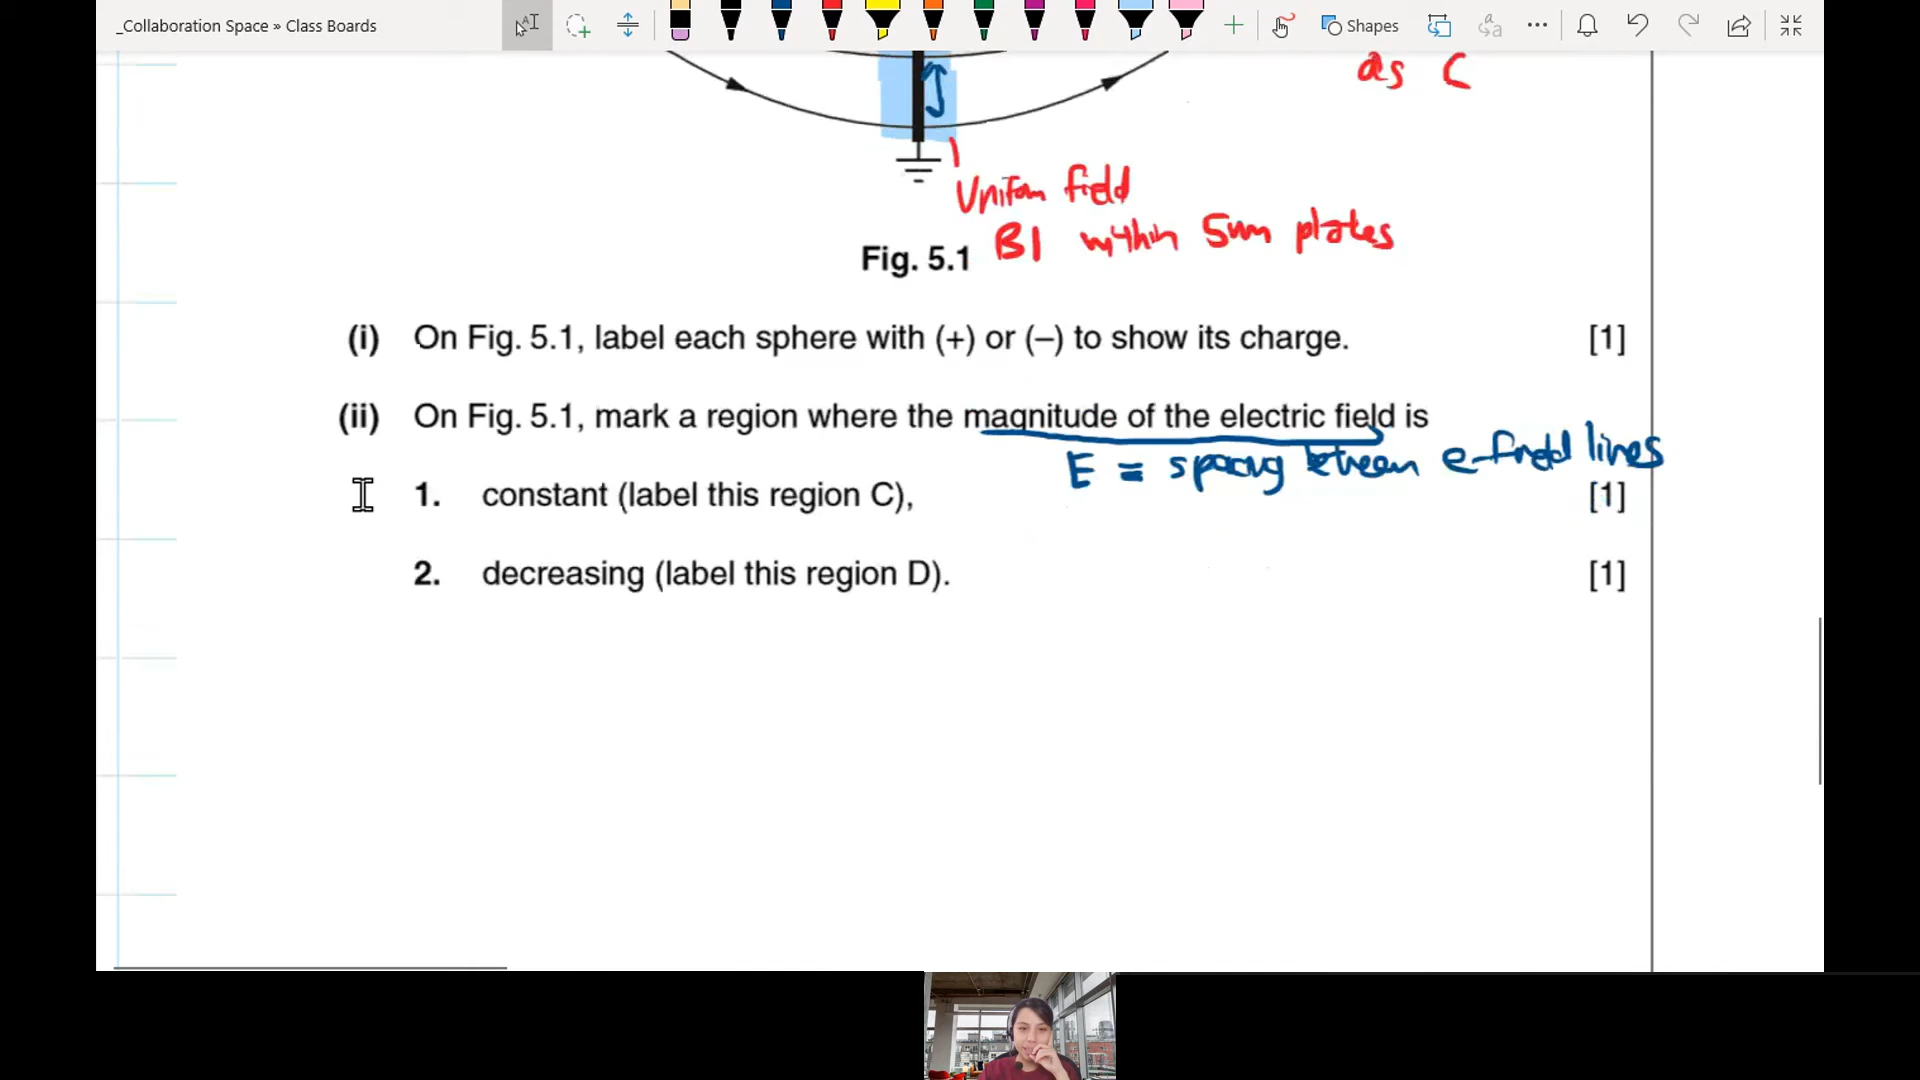 _Collaboration Space » Class Boards
Shapes
as C
Uniform field
B1 within 5mm plates
Fig. 5.1
(i) On Fig. 5.1, label each sphere with (+) or (–) to show its charge. [1]
(ii) On Fig. 5.1, mark a region where the magnitude of the electric field is
E = spacing between e-field lines
1. constant (label this region C), [1]
2. decreasing (label this region D). [1]